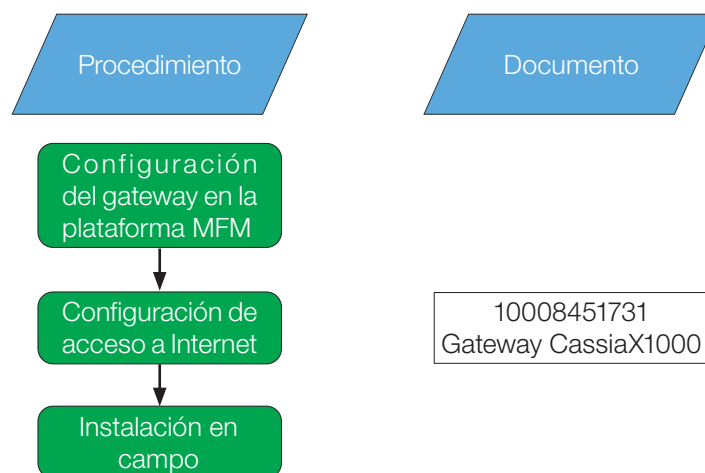 Procedimiento
Documento
Configuración
del gateway en la
plataforma MFM
Configuración de
acceso a Internet
10008451731
Gateway CassiaX1000
Instalación en
campo